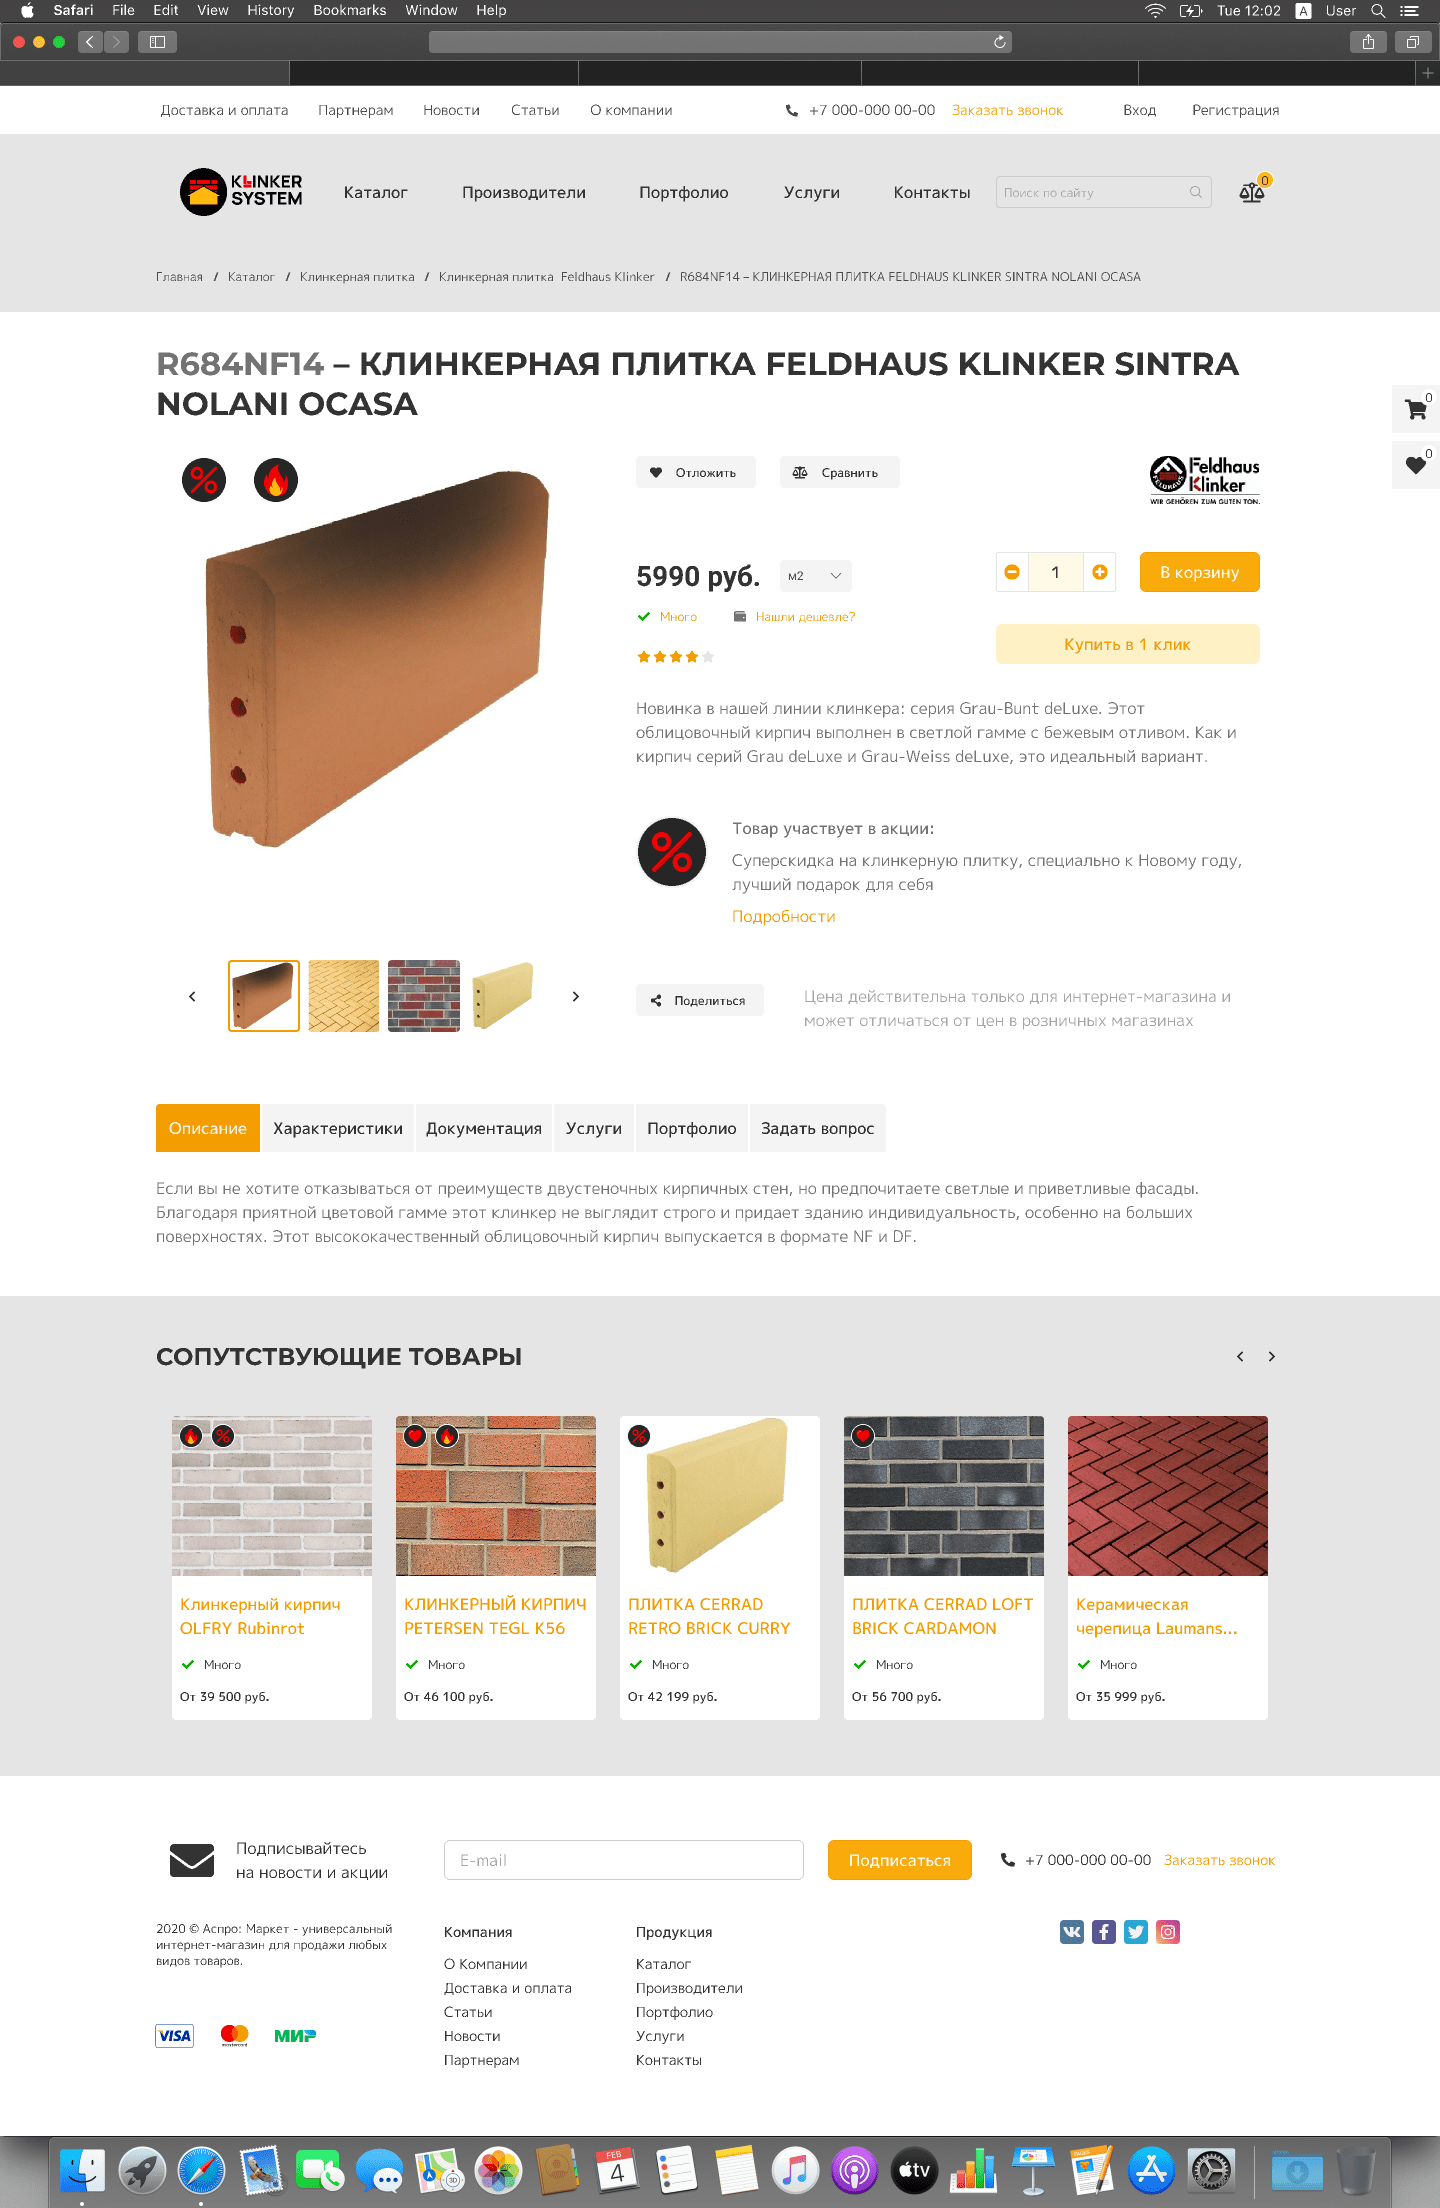 Safari File Edit View History Bookmarks Window Help
Tue 12:02 A User
Доставка и оплата Партнерам Новости Статьи О компании
+7 000-000 00-00 Заказать звонок Вход Регистрация
KLINKER SYSTEM
Каталог Производители Портфолио Услуги Контакты Поиск по сайту 0
Главная / Каталог / Клинкерная плитка / Клинкерная плитка Feldhaus Klinker / R684NF14 – КЛИНКЕРНАЯ ПЛИТКА FELDHAUS KLINKER SINTRA NOLANI OCASA
R684NF14 – КЛИНКЕРНАЯ ПЛИТКА FELDHAUS KLINKER SINTRA
NOLANI OCASA
0
0
Отложить Сравнить
Feldhaus
Klinker
FELDHAUS
WIR GEHÖREN ZUM GUTEN TON.
5990 руб. м2 1 В корзину
Много Нашли дешевле?
Купить в 1 клик
Новинка в нашей линии клинкера: серия Grau-Bunt deLuxe. Этот
облицовочный кирпич выполнен в светлой гамме с бежевым отливом. Как и
кирпич серий Grau deLuxe и Grau-Weiss deLuxe, это идеальный вариант.
Товар участвует в акции:
Суперскидка на клинкерную плитку, специально к Новому году,
лучший подарок для себя
Подробности
Поделиться
Цена действительна только для интернет-магазина и
может отличаться от цен в розничных магазинах
Описание Характеристики Документация Услуги Портфолио Задать вопрос
Если вы не хотите отказываться от преимуществ двустеночных кирпичных стен, но предпочитаете светлые и приветливые фасады.
Благодаря приятной цветовой гамме этот клинкер не выглядит строго и придает зданию индивидуальность, особенно на больших
поверхностях. Этот высококачественный облицовочный кирпич выпускается в формате NF и DF.
СОПУТСТВУЮЩИЕ ТОВАРЫ
Клинкерный кирпич
OLFRY Rubinrot
Много
От 39 500 руб.
КЛИНКЕРНЫЙ КИРПИЧ
PETERSEN TEGL K56
Много
От 46 100 руб.
ПЛИТКА CERRAD
RETRO BRICK CURRY
Много
От 42 199 руб.
ПЛИТКА CERRAD LOFT
BRICK CARDAMON
Много
От 56 700 руб.
Керамическая
черепица Laumans...
Много
От 35 999 руб.
Подписывайтесь
на новости и акции
E-mail
Подписаться
+7 000-000 00-00 Заказать звонок
2020 © Аспро: Маркет - универсальный
интернет-магазин для продажи любых
видов товаров.
VISA mastercard МИР
Компания
О Компании
Доставка и оплата
Статьи
Новости
Партнерам
Продукция
Каталог
Производители
Портфолио
Услуги
Контакты
FEB
4
3D
tv
PAGES